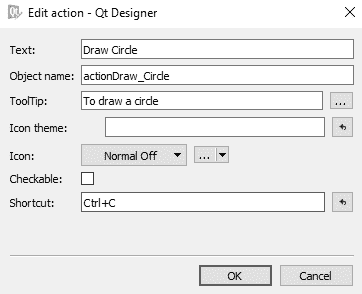 Edit action - Qt Designer
Text: Draw Circle
Object name: actionDraw_Circle
ToolTip: To draw a circle ...
Icon theme:
Icon: Normal Off ...
Checkable:
Shortcut: Ctrl+C
OK Cancel